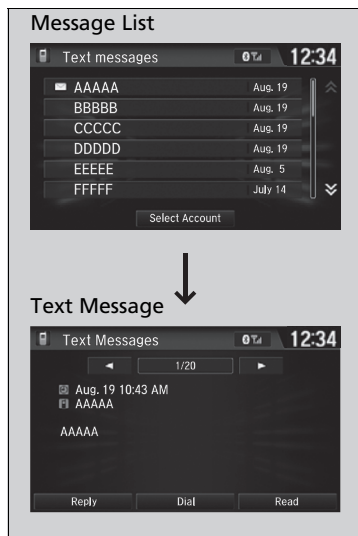 Message List
Text messages 12:34
AAAAA Aug. 19
BBBBB Aug. 19
CCCCC Aug. 19
DDDDD Aug. 19
EEEEE Aug. 5
FFFFF July 14
Select Account
Text Message
Text Messages 12:34
1/20
Aug. 19 10:43 AM
AAAAA
AAAAA
Reply Dial Read